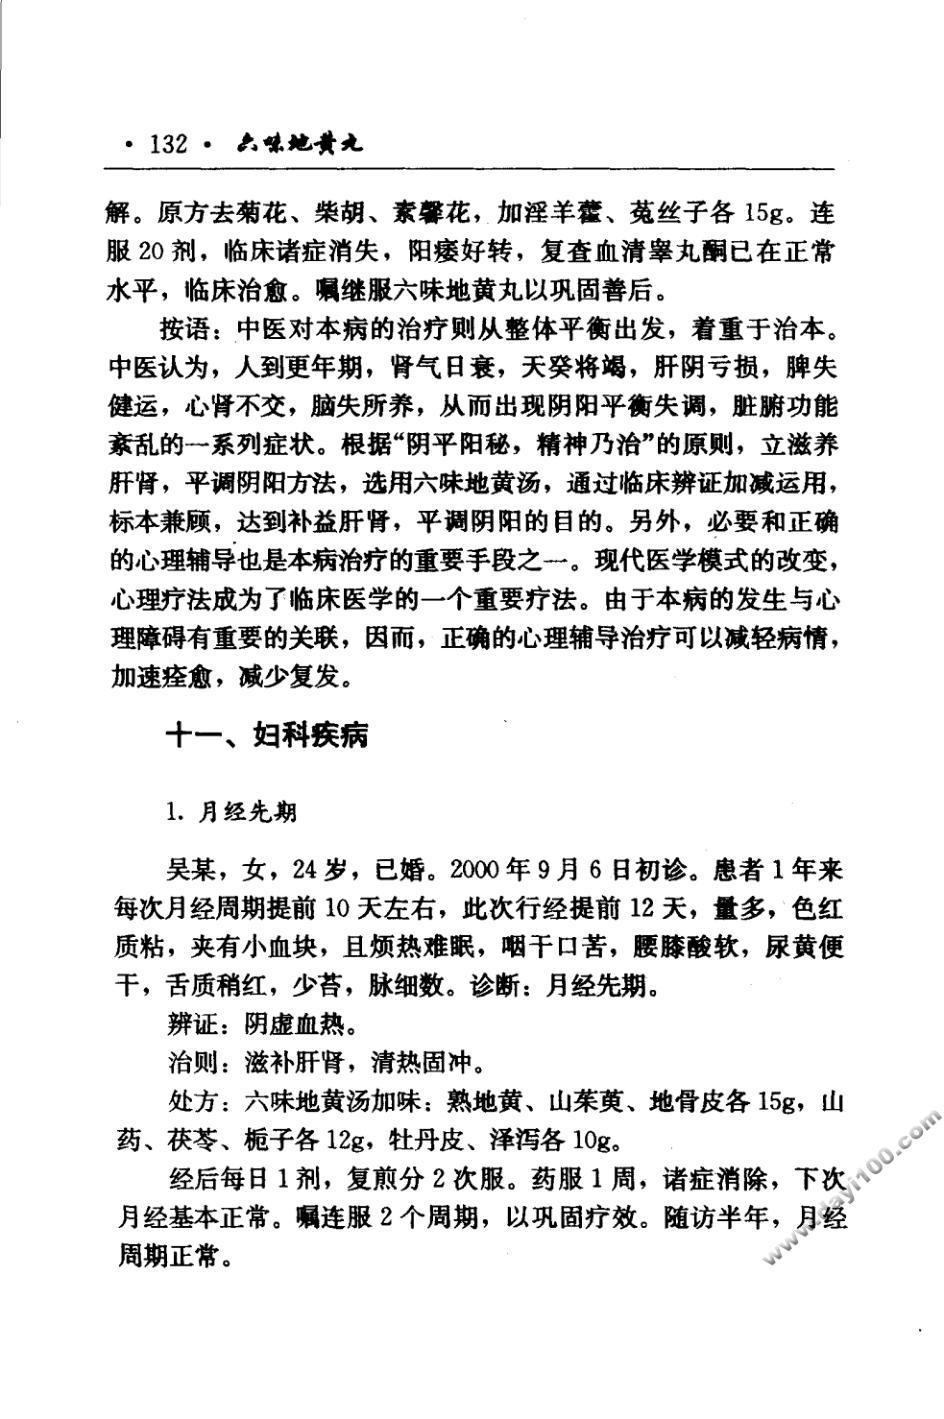 · 132 · 六味地黄丸
解。原方去菊花、柴胡、素馨花，加淫羊藿、菟丝子各 15g。连
服 20 剂，临床诸症消失，阳痿好转，复查血清睾丸酮已在正常
水平，临床治愈。嘱继服六味地黄丸以巩固善后。
按语：中医对本病的治疗则从整体平衡出发，着重于治本。
中医认为，人到更年期，肾气日衰，天癸将竭，肝阴亏损，脾失
健运，心肾不交，脑失所养，从而出现阴阳平衡失调，脏腑功能
紊乱的一系列症状。根据“阴平阳秘，精神乃治”的原则，立滋养
肝肾，平调阴阳方法，选用六味地黄汤，通过临床辨证加减运用，
标本兼顾，达到补益肝肾，平调阴阳的目的。另外，必要和正确
的心理辅导也是本病治疗的重要手段之一。现代医学模式的改变，
心理疗法成为了临床医学的一个重要疗法。由于本病的发生与心
理障碍有重要的关联，因而，正确的心理辅导治疗可以减轻病情，
加速痊愈，减少复发。
十一、妇科疾病
1. 月经先期
吴某，女，24 岁，已婚。2000 年 9 月 6 日初诊。患者 1 年来
每次月经周期提前 10 天左右，此次行经提前 12 天，量多，色红
质粘，夹有小血块，且烦热难眠，咽干口苦，腰膝酸软，尿黄便
干，舌质稍红，少苔，脉细数。诊断：月经先期。
辨证：阴虚血热。
治则：滋补肝肾，清热固冲。
处方：六味地黄汤加味：熟地黄、山茱萸、地骨皮各 15g，山
药、茯苓、栀子各 12g，牡丹皮、泽泻各 10g。
经后每日 1 剂，复煎分 2 次服。药服 1 周，诸症消除，下次
月经基本正常。嘱连服 2 个周期，以巩固疗效。随访半年，月经
周期正常。
www.dayi100.com